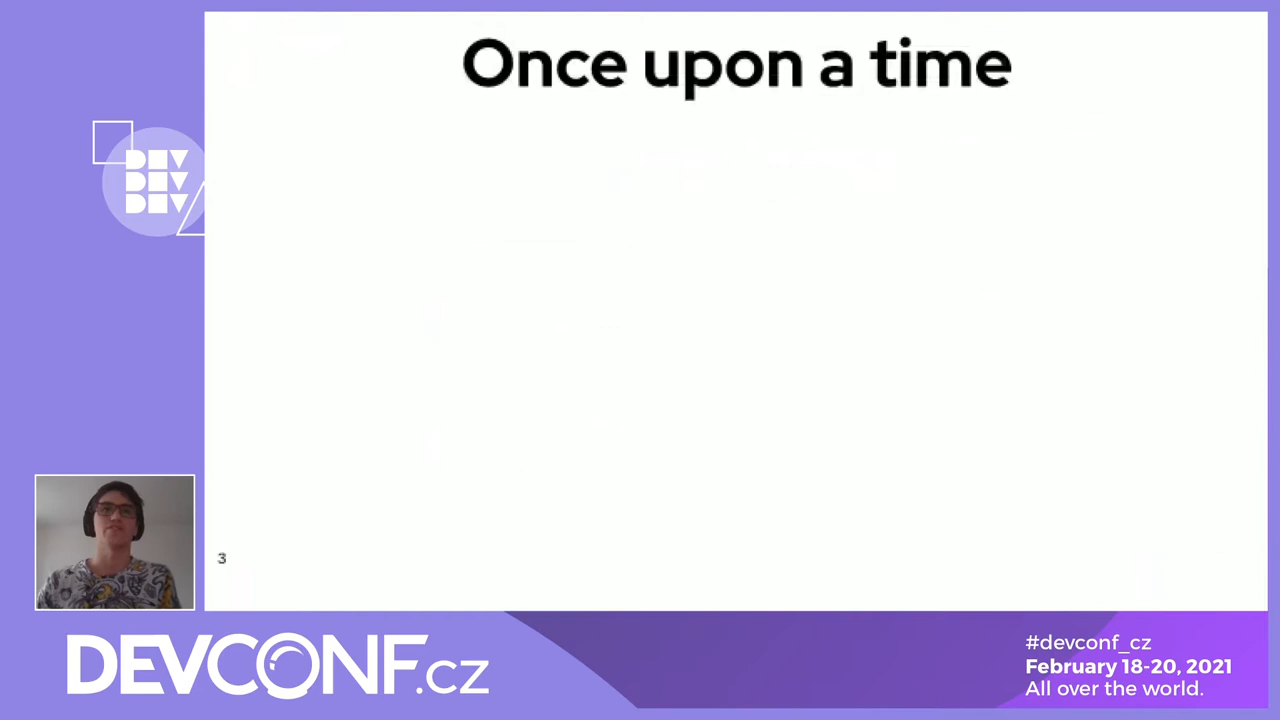 Once upon a time
DEV
DEV
DEV
3
DEVCONF.cz
#devconf_cz
February 18-20, 2021
All over the world.